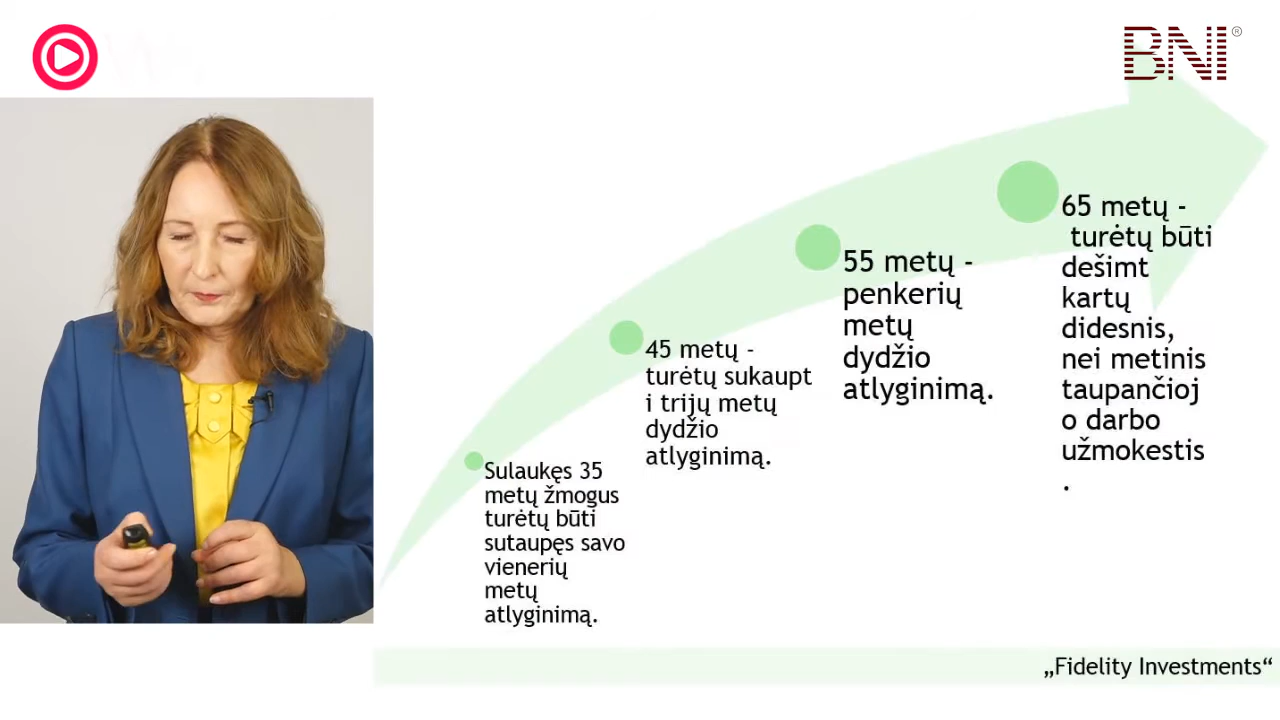 BNI®
Sulaukęs 35
metų žmogus
turėtų būti
sutaupęs savo
vienerių
metų
atlyginimą.
45 metų -
turėtų sukaupt
i trijų metų
dydžio
atlyginimą.
55 metų -
penkerių
metų
dydžio
atlyginimą.
65 metų -
turėtų būti
dešimt
kartų
didesnis,
nei metinis
taupančioj
o darbo
užmokestis
.
„Fidelity Investments“